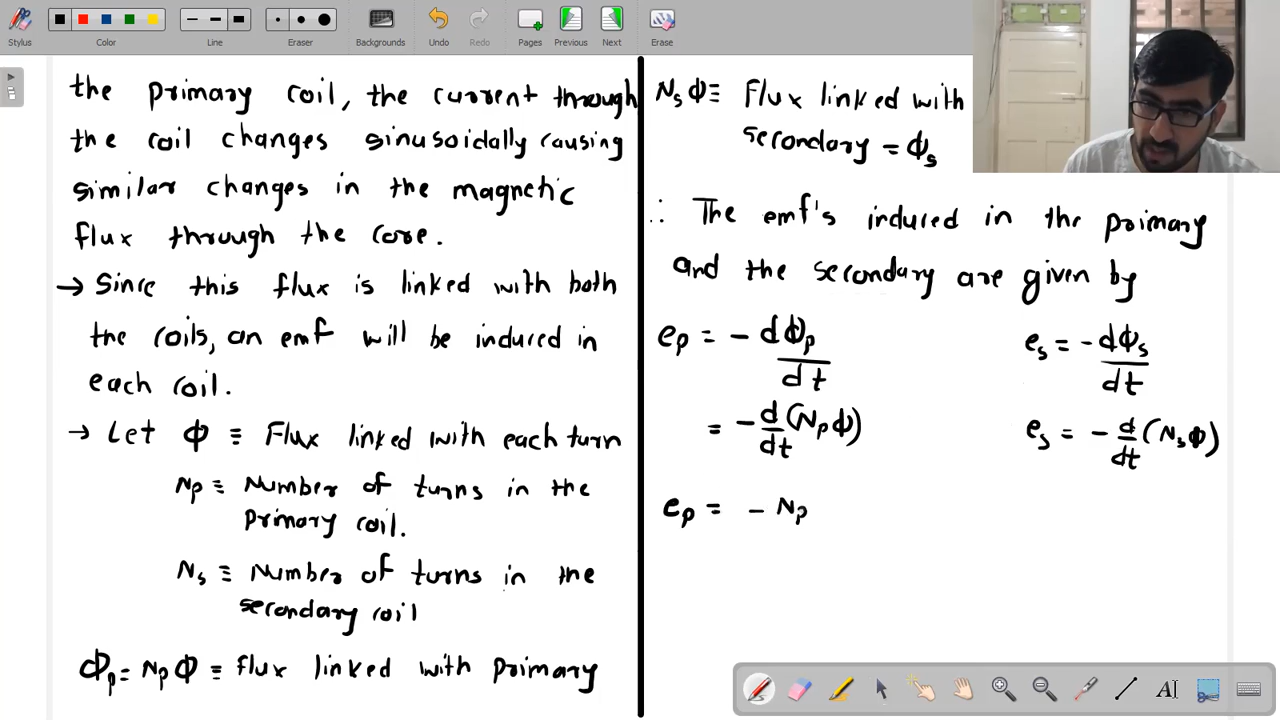 Stylus
Color
Line
Eraser
Backgrounds
Undo
Redo
Pages
Previous
Next
Erase
the primary coil, the current through
the coil changes sinusoidally causing
similar changes in the magnetic
flux through the core.
→ Since this flux is linked with both
the coils, an emf will be induced in
each coil.
→ Let Φ ≡ Flux linked with each turn
Np ≡ Number of turns in the
primary coil.
Ns ≡ Number of turns in the
secondary coil
Φp = NpΦ ≡ flux linked with primary
NsΦ ≡ Flux linked with
secondary = Φs
∴ The emf's induced in the primary
and the secondary are given by
ep = - dΦp/dt
= - d/dt (NpΦ)
ep = - Np
es = - dΦs/dt
es = - d/dt (NsΦ)
AI